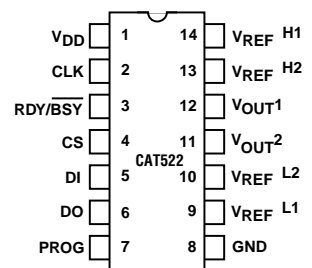 VDD 1 14 VREF H1
CLK 2 13 VREF H2
RDY/BSY 3 12 VOUT1
CS 4 11 VOUT2
CAT522
DI 5 10 VREF L2
DO 6 9 VREF L1
PROG 7 8 GND